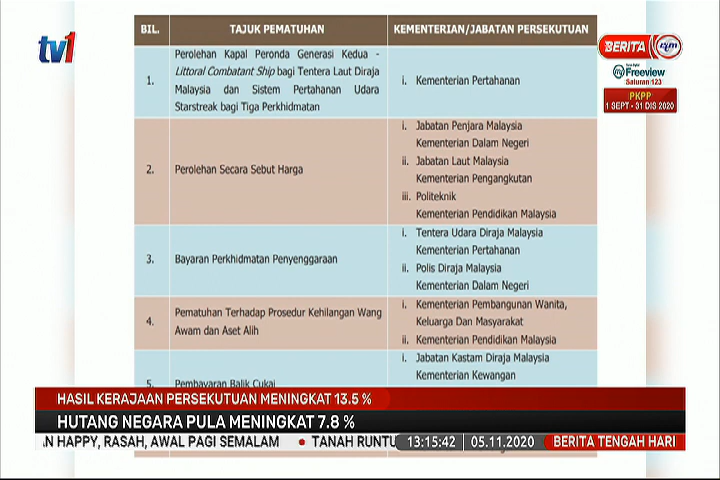 tv1
BIL. TAJUK PEMATUHAN KEMENTERIAN/JABATAN PERSEKUTUAN
1. Perolehan Kapal Peronda Generasi Kedua -
Littoral Combatant Ship bagi Tentera Laut Diraja
Malaysia dan Sistem Pertahanan Udara
Starstreak bagi Tiga Perkhidmatan
i. Kementerian Pertahanan
2. Perolehan Secara Sebut Harga
i. Jabatan Penjara Malaysia
Kementerian Dalam Negeri
ii. Jabatan Laut Malaysia
Kementerian Pengangkutan
iii. Politeknik
Kementerian Pendidikan Malaysia
3. Bayaran Perkhidmatan Penyenggaraan
i. Tentera Udara Diraja Malaysia
Kementerian Pertahanan
ii. Polis Diraja Malaysia
Kementerian Dalam Negeri
4. Pematuhan Terhadap Prosedur Kehilangan Wang
Awam dan Aset Alih
i. Kementerian Pembangunan Wanita,
Keluarga Dan Masyarakat
ii. Kementerian Pendidikan Malaysia
5. Pembayaran Balik Cukai
i. Jabatan Kastam Diraja Malaysia
Kementerian Kewangan
BERITA rtm
Freeview
Saluran 123
PKPP
1 SEPT - 31 DIS 2020
HASIL KERAJAAN PERSEKUTUAN MENINGKAT 13.5 %
HUTANG NEGARA PULA MENINGKAT 7.8 %
N HAPPY, RASAH, AWAL PAGI SEMALAM • TANAH RUNTU 13:15:42 05.11.2020 BERITA TENGAH HARI